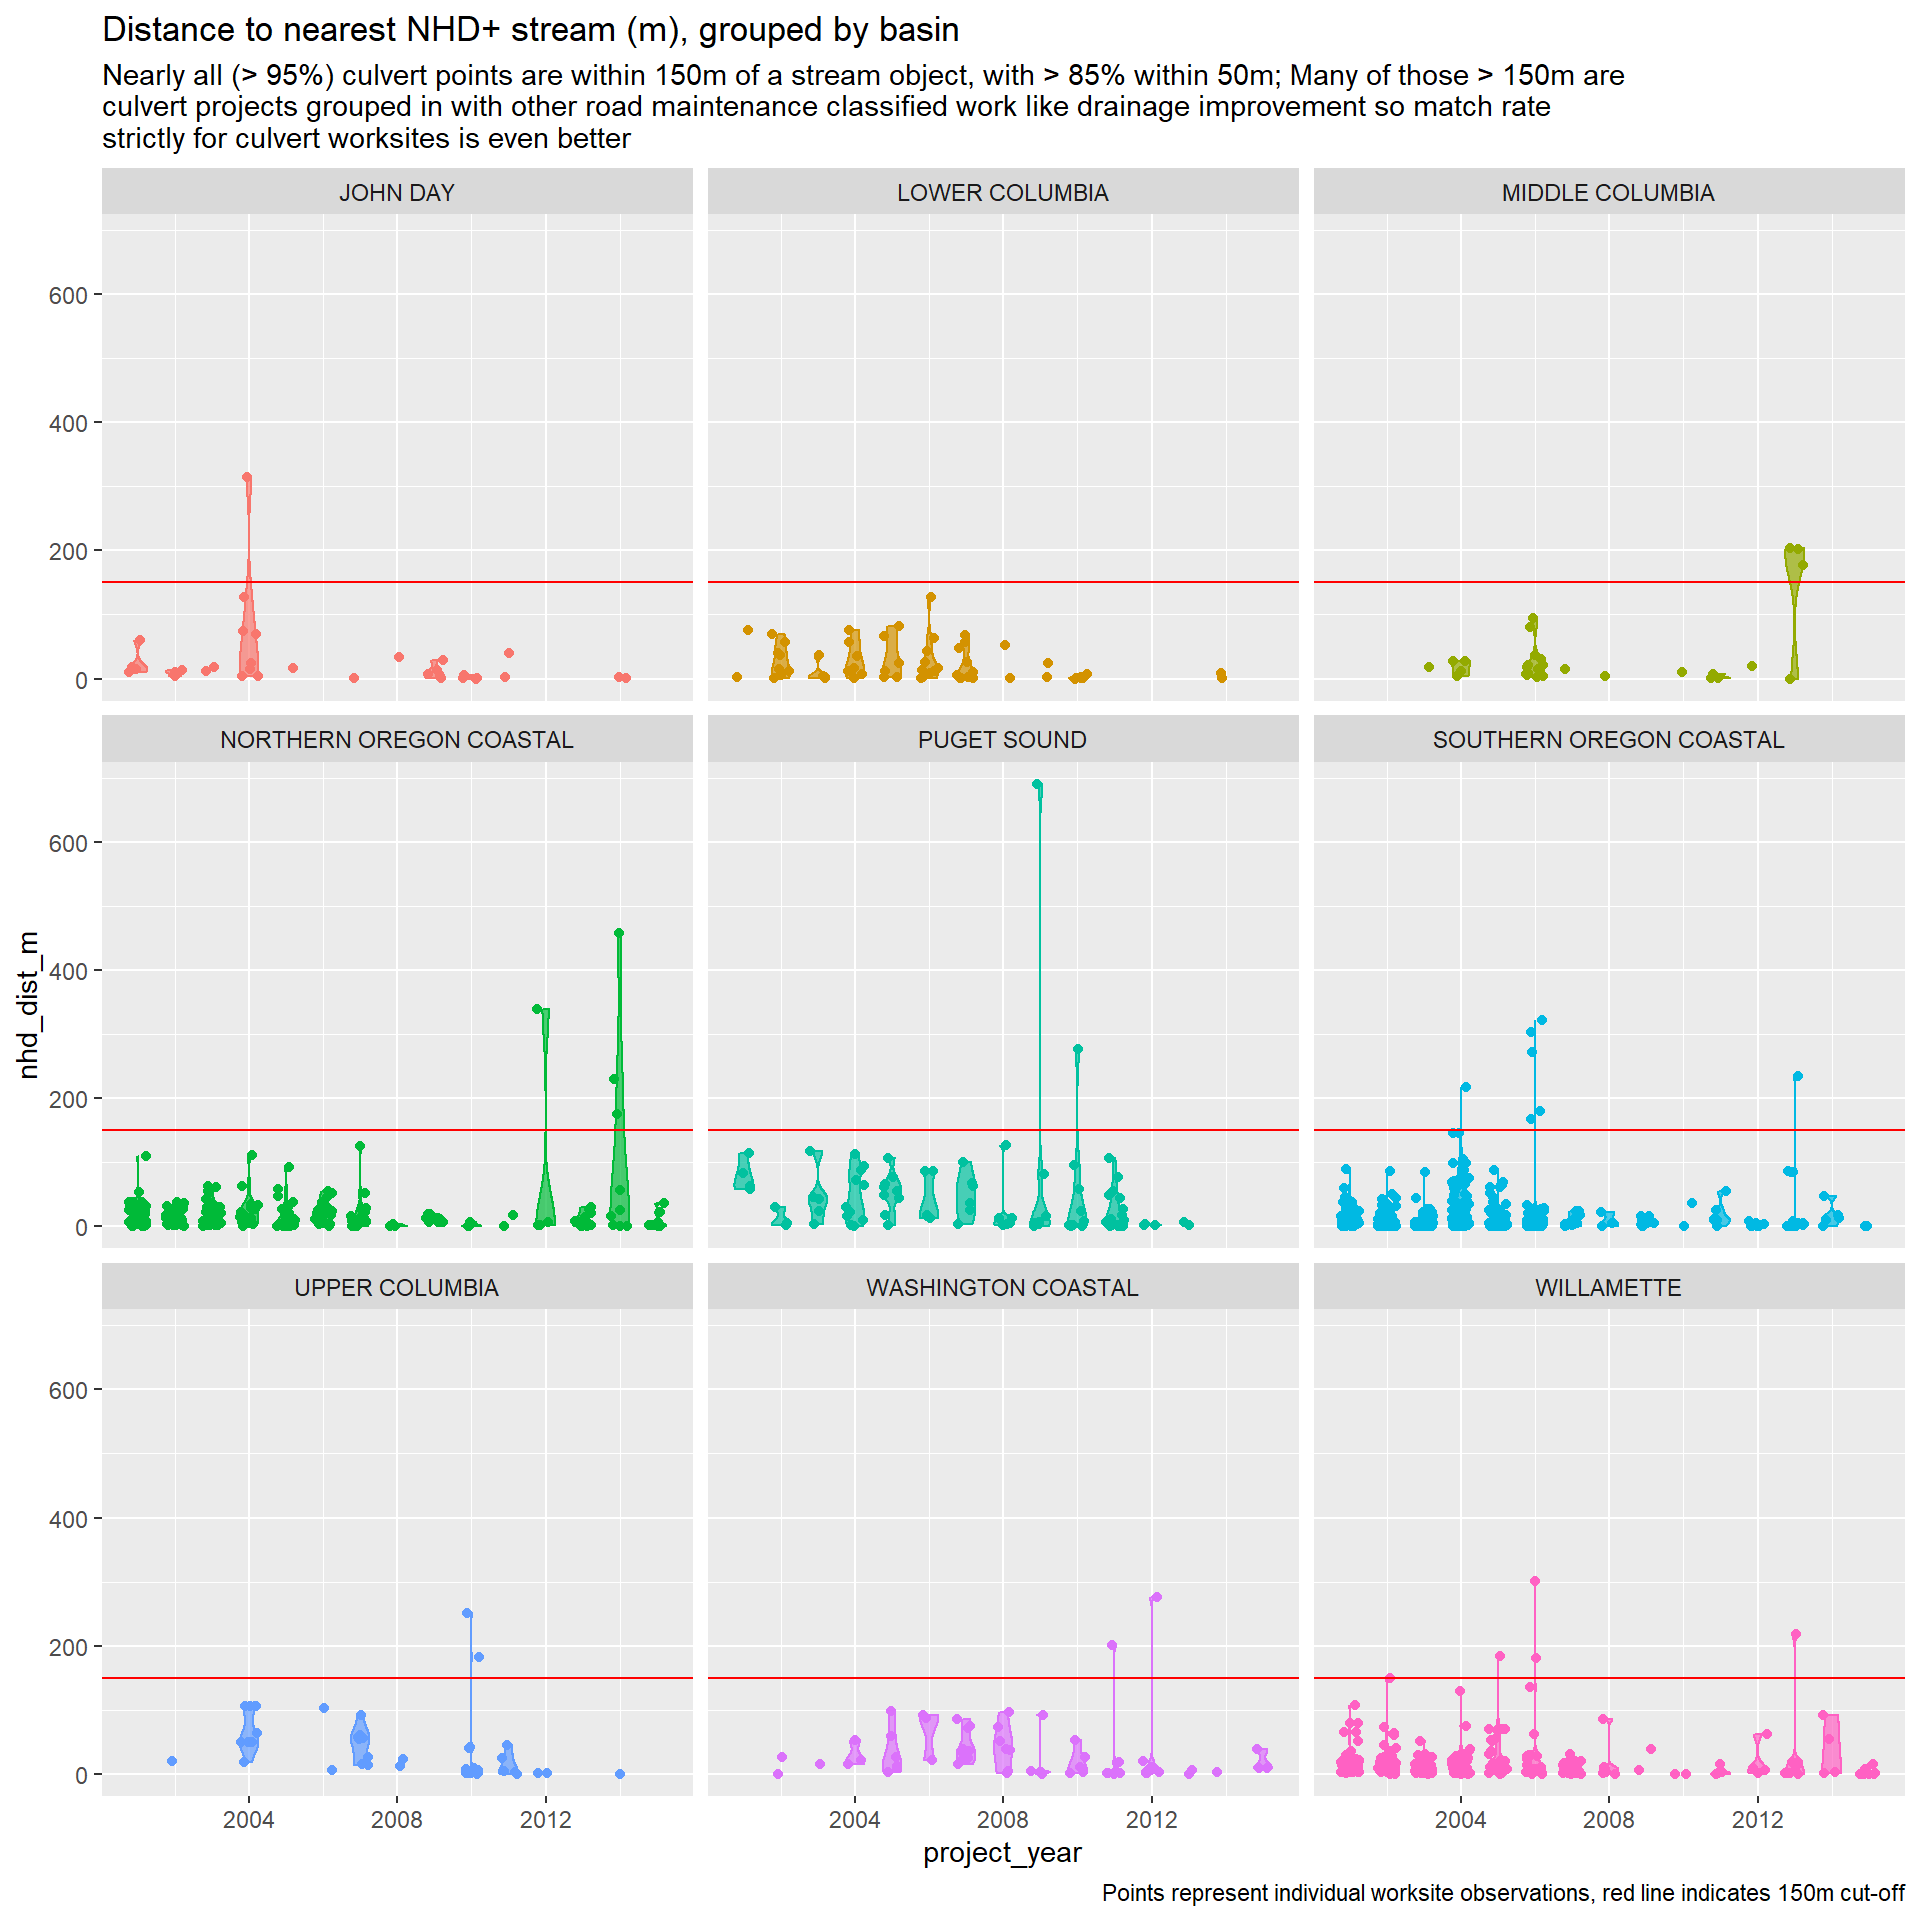 Distance to nearest NHD+ stream (m), grouped by basin
Nearly all (> 95%) culvert points are within 150m of a stream object, with > 85% within 50m; Many of those > 150m are
culvert projects grouped in with other road maintenance classified work like drainage improvement so match rate
strictly for culvert worksites is even better
JOHN DAY
LOWER COLUMBIA
MIDDLE COLUMBIA
600
400
200
0
NORTHERN OREGON COASTAL
PUGET SOUND
SOUTHERN OREGON COASTAL
600
400
200
0
nhd_dist_m
UPPER COLUMBIA
WASHINGTON COASTAL
WILLAMETTE
600
400
200
0
2004 2008 2012
2004 2008 2012
2004 2008 2012
project_year
Points represent individual worksite observations, red line indicates 150m cut-off